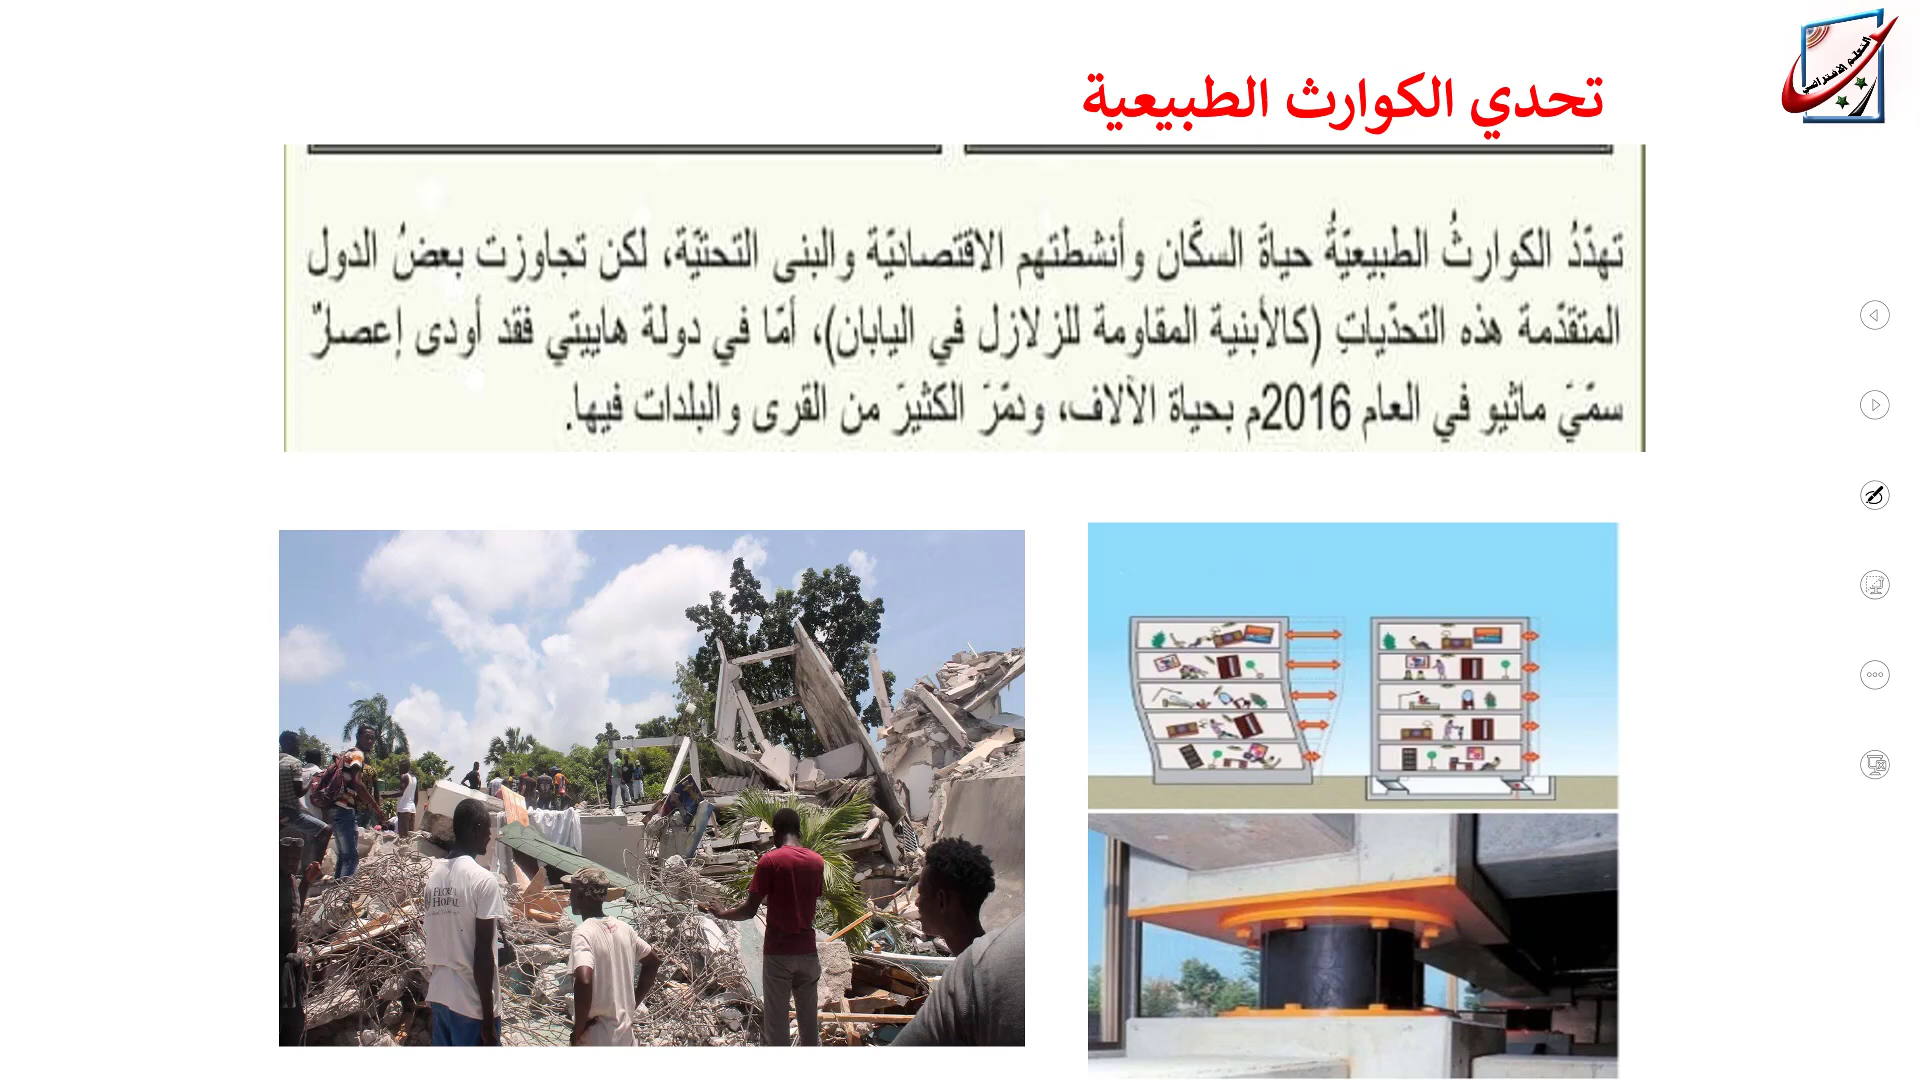 التعليم الافتراضي
تحدي الكوارث الطبيعية
تهدّدُ الكوارثُ الطبيعيّةُ حياةَ السكّان وأنشطتهم الاقتصاديّة والبنى التحتيّة، لكن تجاوزت بعضُ الدول
المتقدّمة هذه التحدّياتِ (كالأبنية المقاومة للزلازل في اليابان)، أمّا في دولة هاييتي فقد أودى إعصارٌ
سمّيَ ماثيو في العام 2016م بحياة الآلاف، ودمّرَ الكثيرَ من القرى والبلدات فيها.